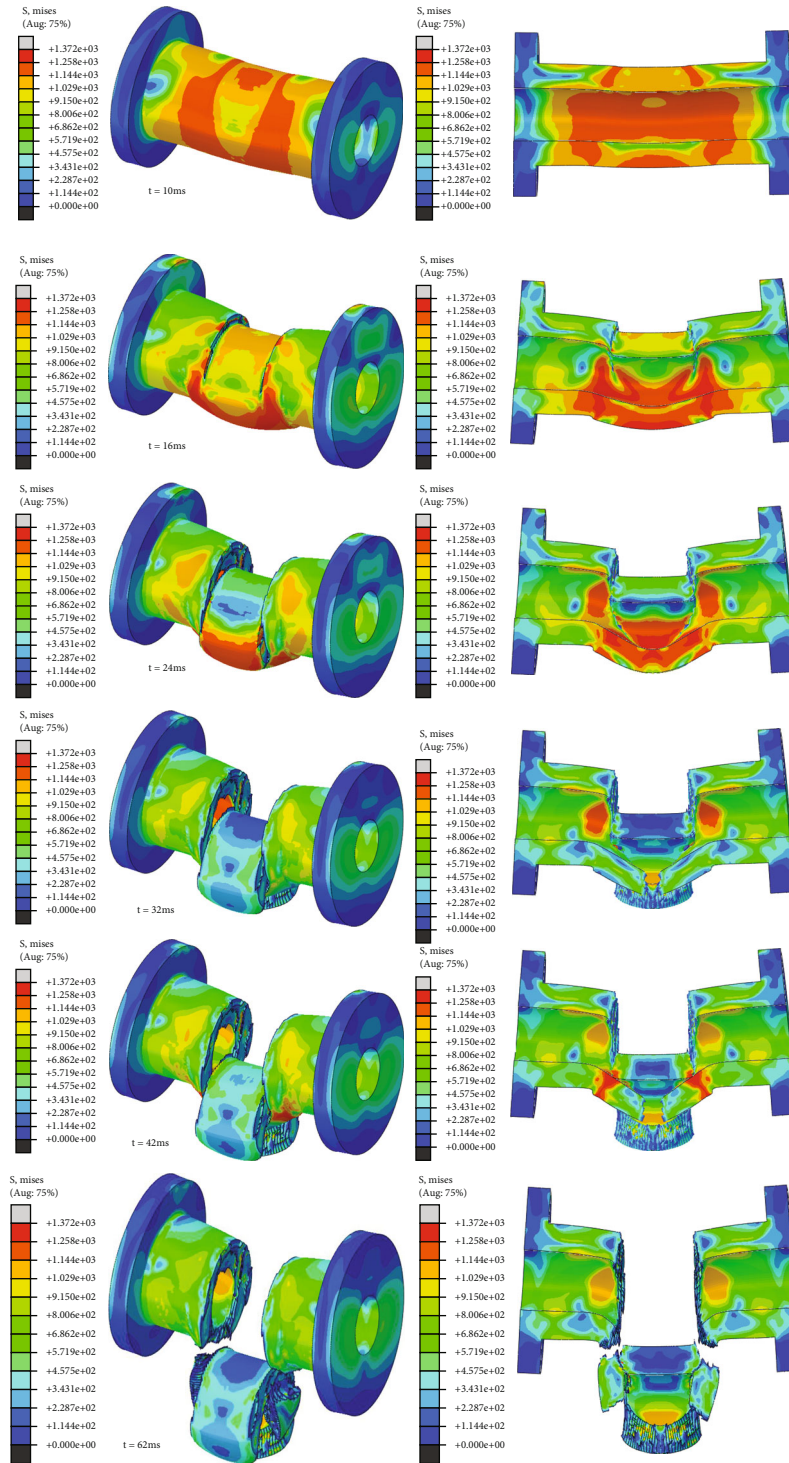 S, mises
(Aug: 75%)
+1.372e+03
+1.258e+03
+1.144e+03
+1.029e+03
+9.150e+02
+8.006e+02
+6.862e+02
+4.575e+02
+3.431e+02
+2.287e+02
+1.144e+02
+0.000e+00
t = 10ms
S, mises
(Aug: 75%)
+1.372e+03
+1.258e+03
+1.144e+03
+1.029e+03
+9.150e+02
+8.006e+02
+6.862e+02
+4.575e+02
+3.431e+02
+2.287e+02
+1.144e+02
+0.000e+00
S, mises
(Aug: 75%)
+1.372e+03
+1.258e+03
+1.144e+03
+1.029e+03
+9.150e+02
+8.006e+02
+6.862e+02
+5.719e+02
+4.575e+02
+3.431e+02
+2.287e+02
+1.144e+02
+0.000e+00
t = 16ms
S, mises
(Aug: 75%)
+1.372e+03
+1.258e+03
+1.144e+03
+1.029e+03
+9.150e+02
+8.006e+02
+6.862e+02
+5.719e+02
+4.575e+02
+3.431e+02
+2.287e+02
+1.144e+02
+0.000e+00
S, mises
(Aug: 75%)
+1.372e+03
+1.258e+03
+1.144e+03
+1.029e+03
+9.150e+02
+8.006e+02
+6.862e+02
+5.719e+02
+4.575e+02
+3.431e+02
+2.287e+02
+1.144e+02
+0.000e+00
t = 24ms
S, mises
(Aug: 75%)
+1.372e+03
+1.258e+03
+1.144e+03
+1.029e+03
+9.150e+02
+8.006e+02
+6.862e+02
+5.719e+02
+4.575e+02
+3.431e+02
+2.287e+02
+1.144e+02
+0.000e+00
S, mises
(Aug: 75%)
+1.372e+03
+1.258e+03
+1.144e+03
+1.029e+03
+9.150e+02
+8.006e+02
+6.862e+02
+5.719e+02
+4.575e+02
+3.431e+02
+2.287e+02
+1.144e+02
+0.000e+00
t = 32ms
S, mises
(Aug: 75%)
+1.372e+03
+1.258e+03
+1.144e+03
+1.029e+03
+9.150e+02
+8.006e+02
+6.862e+02
+5.719e+02
+4.575e+02
+3.431e+02
+2.287e+02
+1.144e+02
+0.000e+00
S, mises
(Aug: 75%)
+1.372e+03
+1.258e+03
+1.144e+03
+1.029e+03
+9.150e+02
+8.006e+02
+6.862e+02
+5.719e+02
+4.575e+02
+3.431e+02
+2.287e+02
+1.144e+02
+0.000e+00
t = 42ms
S, mises
(Aug: 75%)
+1.372e+03
+1.258e+03
+1.144e+03
+1.029e+03
+9.150e+02
+8.006e+02
+6.862e+02
+5.719e+02
+4.575e+02
+3.431e+02
+2.287e+02
+1.144e+02
+0.000e+00
S, mises
(Aug: 75%)
+1.372e+03
+1.258e+03
+1.144e+03
+1.029e+03
+9.150e+02
+8.006e+02
+6.862e+02
+5.719e+02
+4.575e+02
+3.431e+02
+2.287e+02
+1.144e+02
+0.000e+00
t = 62ms
S, mises
(Aug: 75%)
+1.372e+03
+1.258e+03
+1.144e+03
+1.029e+03
+9.150e+02
+8.006e+02
+6.862e+02
+5.719e+02
+4.575e+02
+3.431e+02
+2.287e+02
+1.144e+02
+0.000e+00